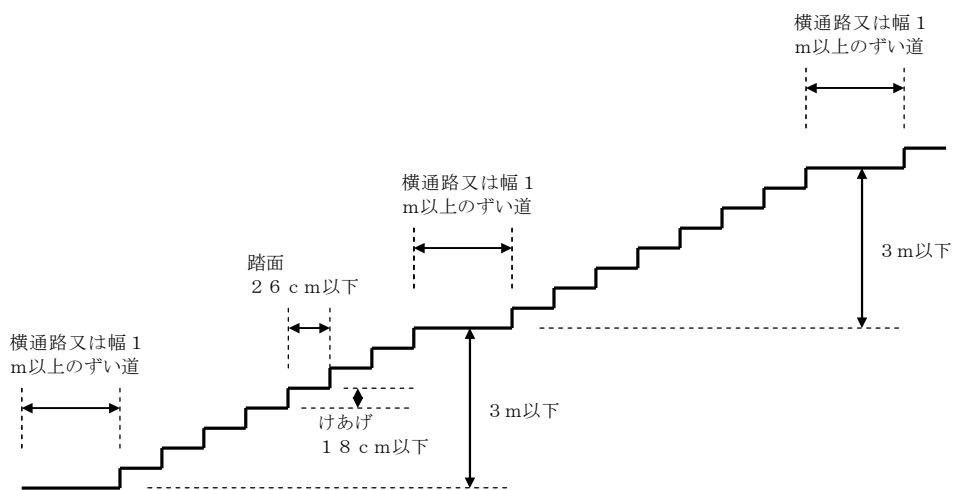 横通路又は幅１
ｍ以上のずい道
横通路又は幅１
ｍ以上のずい道
３ｍ以下
踏面
２６ｃｍ以下
横通路又は幅１
ｍ以上のずい道
３ｍ以下
けあげ
１８ｃｍ以下